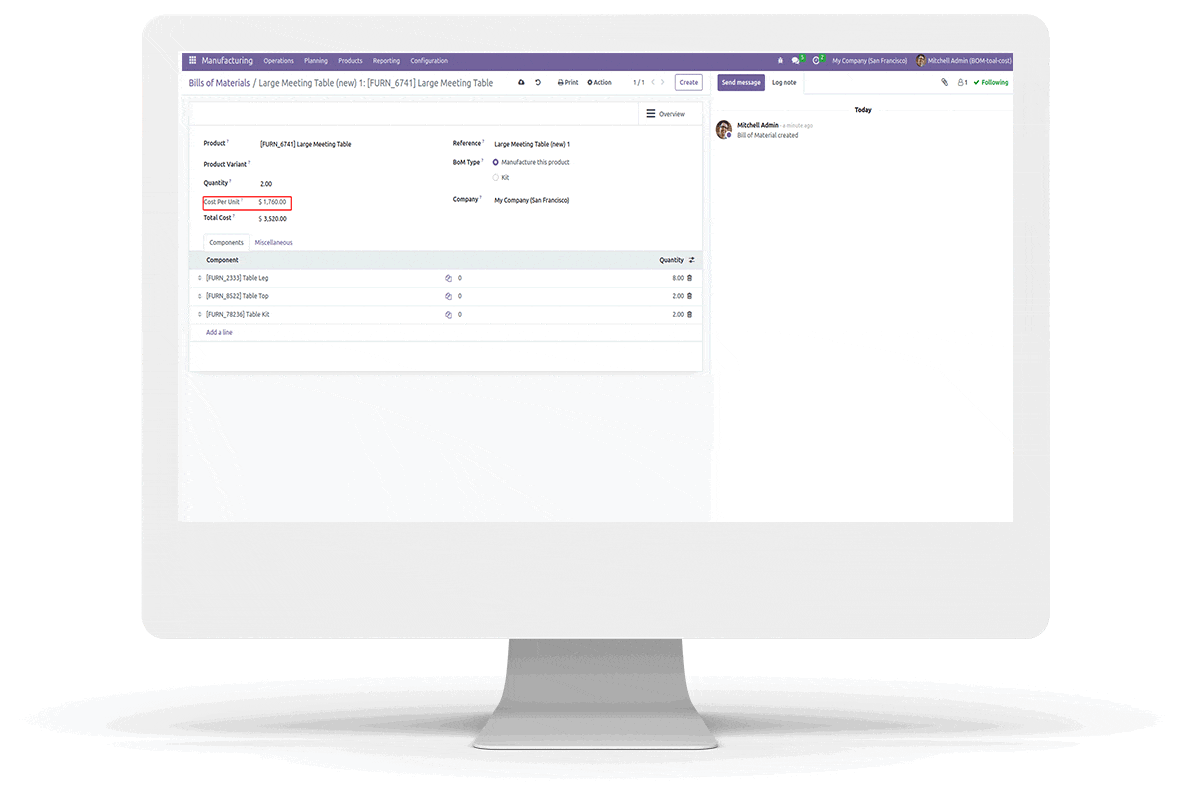 Manufacturing Operations Planning Products Reporting Configuration 5 2 My Company (San Francisco) Mitchell Admin (BOM-toal-cost)
Bills of Materials / Large Meeting Table (new) 1: [FURN_6741] Large Meeting Table Print Action 1 / 1 Create Send message Log note 1 Following
Overview
Today
Mitchell Admin - a minute ago
Bill of Material created
Product ? [FURN_6741] Large Meeting Table
Reference ? Large Meeting Table (new) 1
Product Variant ?
BoM Type ? Manufacture this product
Kit
Quantity ? 2.00
Cost Per Unit ? $ 1,760.00
Company ? My Company (San Francisco)
Total Cost ? $ 3,520.00
Components Miscellaneous
Component Quantity
[FURN_2333] Table Leg 0 8.00
[FURN_8522] Table Top 0 2.00
[FURN_78236] Table Kit 0 2.00
Add a line